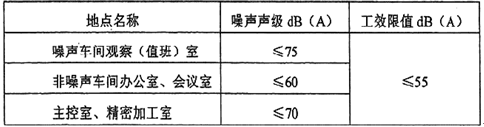 地点名称 噪声声级 dB（A） 工效限值 dB（A）
噪声车间观察（值班）室 ≤75
非噪声车间办公室、会议室 ≤60 ≤55
主控室、精密加工室 ≤70